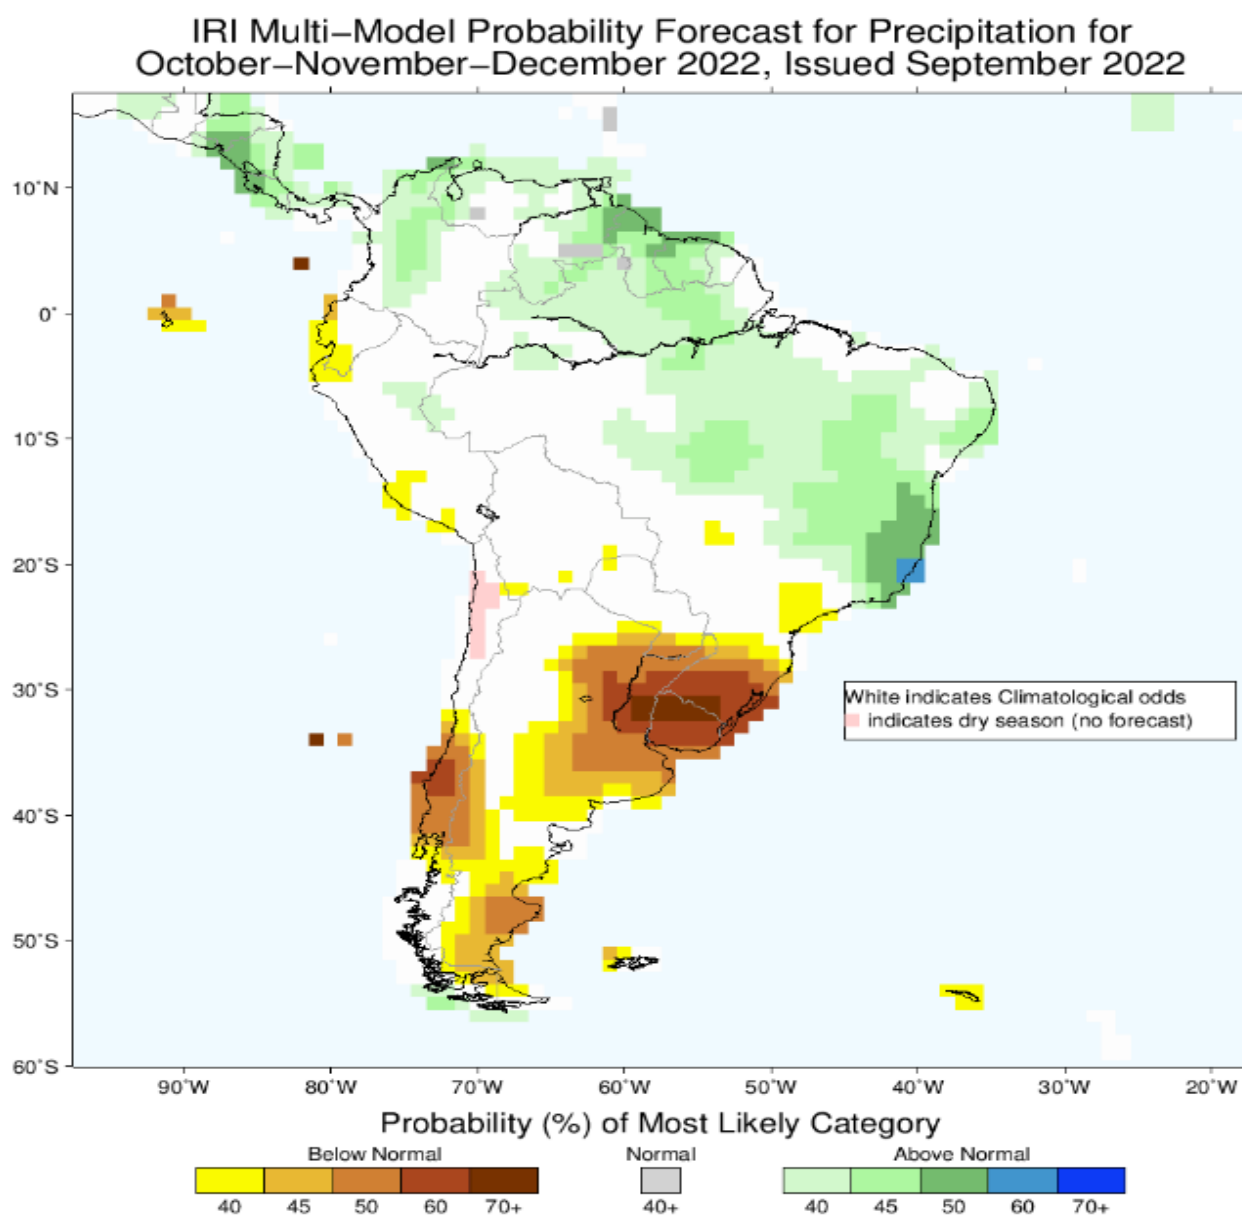 IRI Multi-Model Probability Forecast for Precipitation for
October-November-December 2022, Issued September 2022
10°N
0°
10°S
20°S
30°S
40°S
50°S
60°S
White indicates Climatological odds
indicates dry season (no forecast)
90°W 80°W 70°W 60°W 50°W 40°W 30°W 20°W
Probability (%) of Most Likely Category
Below Normal Normal Above Normal
40 45 50 60 70+ 40+ 40 45 50 60 70+